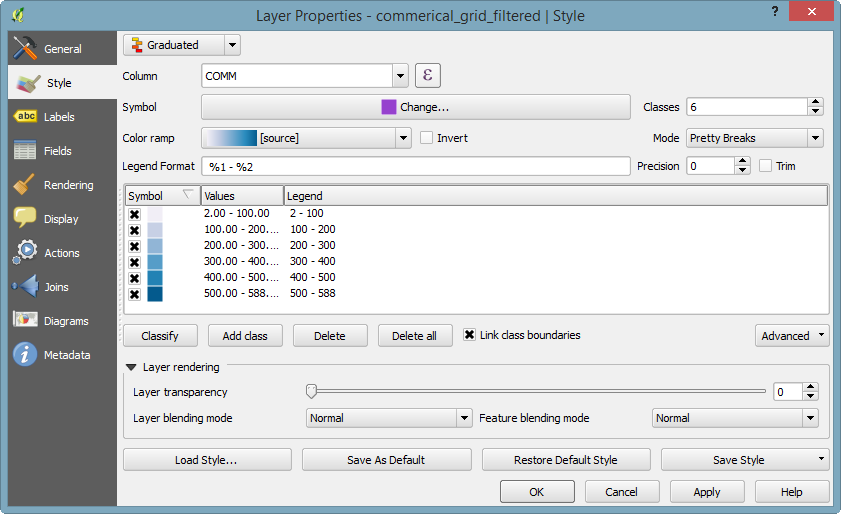 Layer Properties - commerical_grid_filtered | Style
?
x
General
Style
abc Labels
Fields
Rendering
Display
Actions
Joins
Diagrams
Metadata
Graduated
Column COMM ε
Symbol Change... Classes 6
Color ramp [source] Invert Mode Pretty Breaks
Legend Format %1 - %2 Precision 0 Trim
Symbol Values Legend
2.00 - 100.00 2 - 100
100.00 - 200.... 100 - 200
200.00 - 300.... 200 - 300
300.00 - 400.... 300 - 400
400.00 - 500.... 400 - 500
500.00 - 588.... 500 - 588
Classify Add class Delete Delete all Link class boundaries Advanced
Layer rendering
Layer transparency 0
Layer blending mode Normal Feature blending mode Normal
Load Style... Save As Default Restore Default Style Save Style
OK Cancel Apply Help